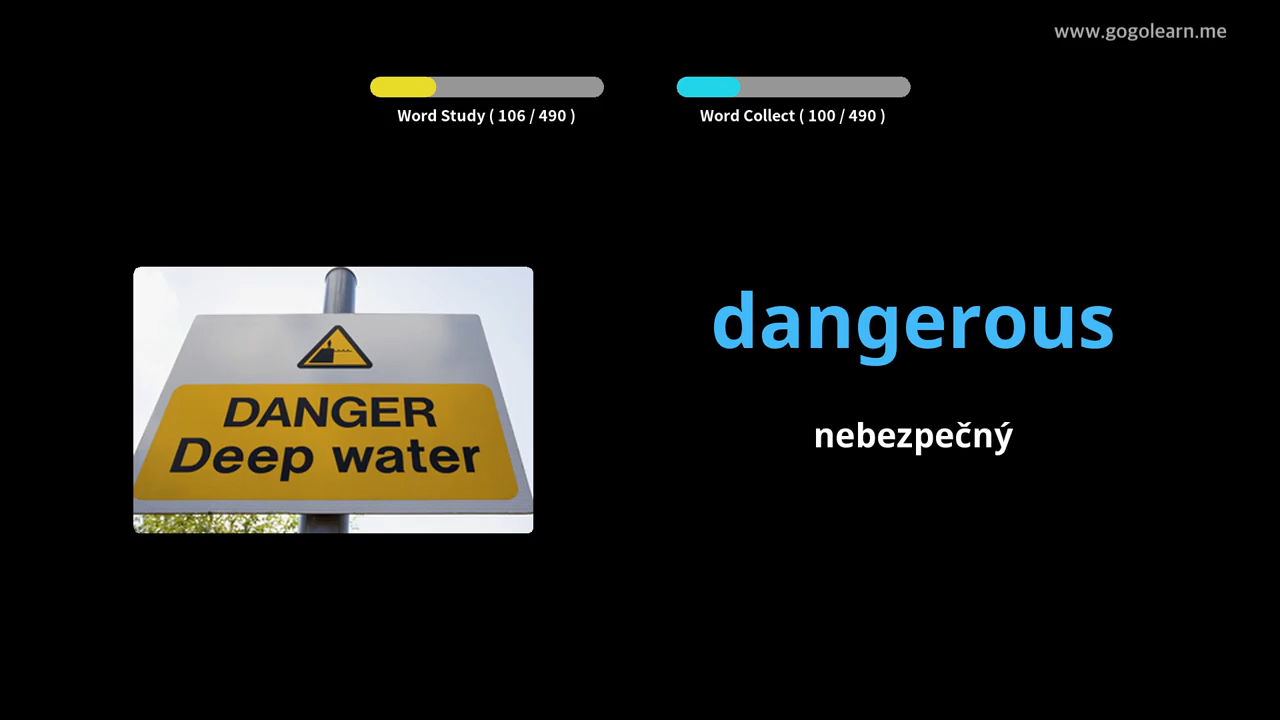 www.gogolearn.me
Word Study ( 106 / 490 )
Word Collect ( 100 / 490 )
DANGER
Deep water
dangerous
nebezpečný